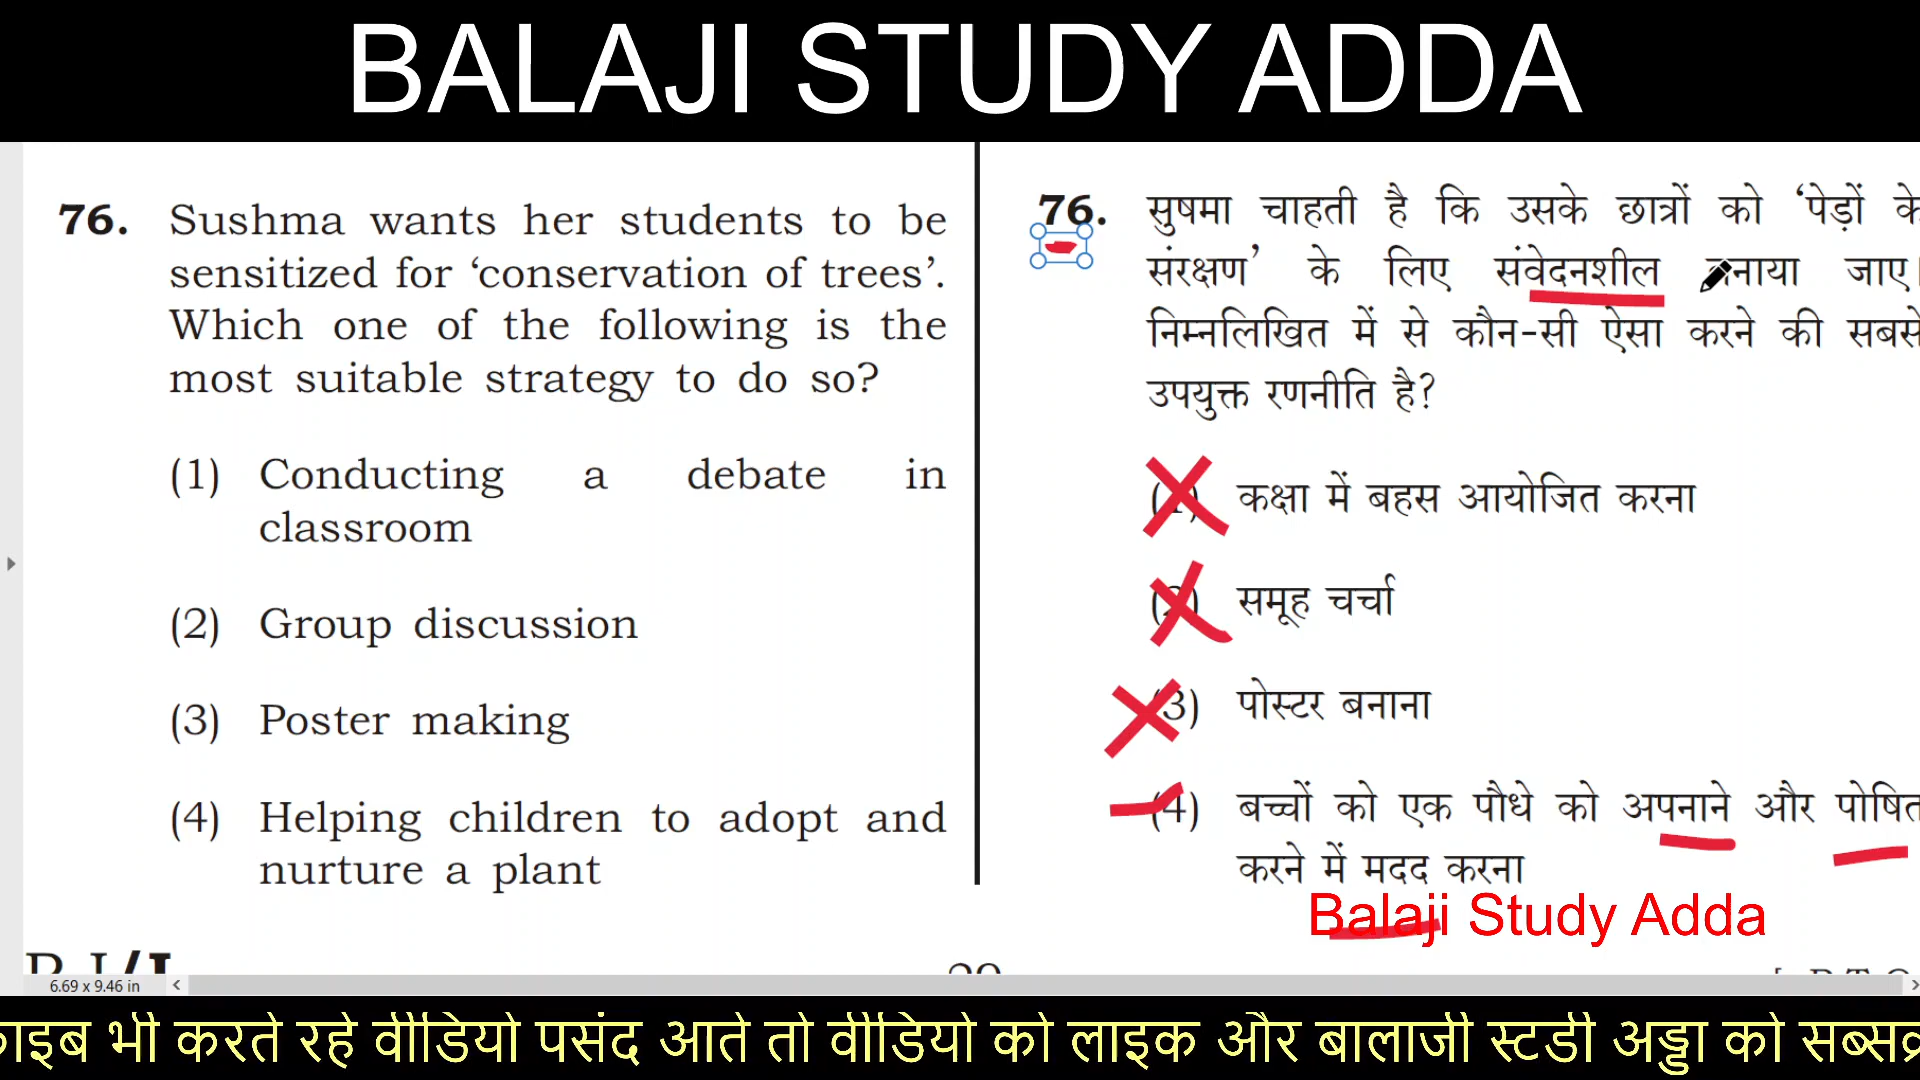 BALAJI STUDY ADDA
76. Sushma wants her students to be
sensitized for ‘conservation of trees’.
Which one of the following is the
most suitable strategy to do so?
(1) Conducting a debate in
classroom
(2) Group discussion
(3) Poster making
(4) Helping children to adopt and
nurture a plant
76. सुषमा चाहती है कि उसके छात्रों को ‘पेड़ों के
संरक्षण’ के लिए संवेदनशील बनाया जाए।
निम्नलिखित में से कौन-सी ऐसा करने की सबसे
उपयुक्त रणनीति है?
(1) कक्षा में बहस आयोजित करना
(2) समूह चर्चा
(3) पोस्टर बनाना
(4) बच्चों को एक पौधे को अपनाने और पोषित
करने में मदद करना
Balaji Study Adda
6.69 x 9.46 in
भी करते रहे वीडियो पसंद आते तो वीडियो को लाइक और बालाजी स्टडी अड्डा को